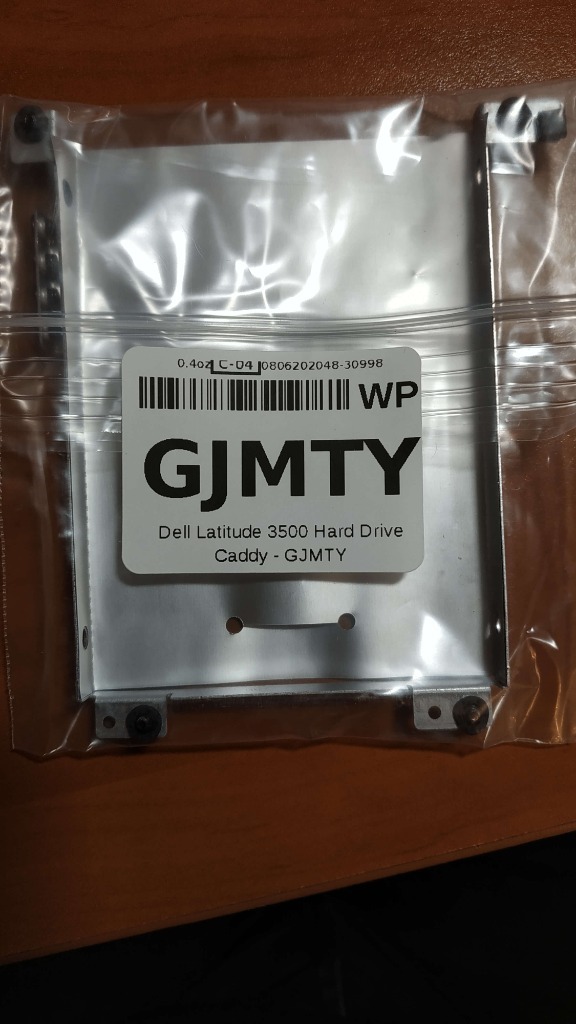 0.4oz C-04 0806202048-30998
WP
GJMTY
Dell Latitude 3500 Hard Drive
Caddy - GJMTY